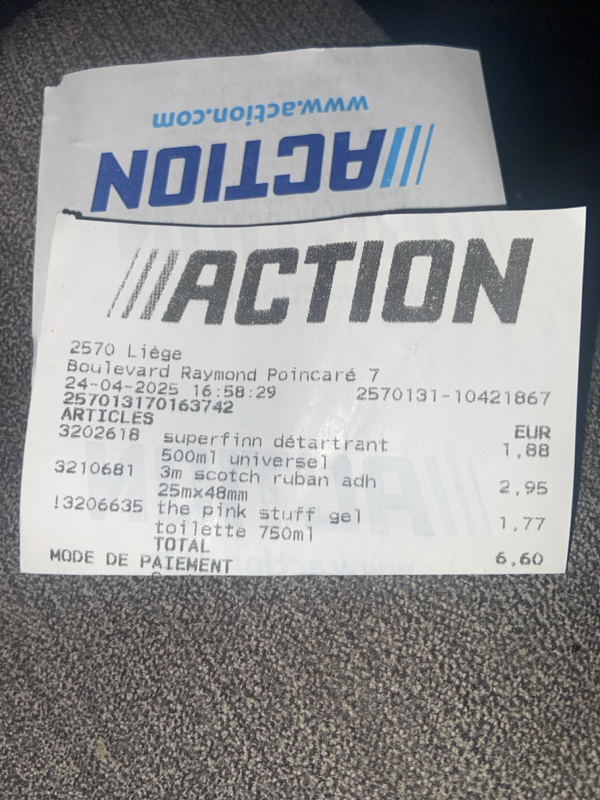 www.action.com
ACTION
ACTION
2570 Liège
Boulevard Raymond Poincaré 7
24-04-2025 16:58:29 2570131-10421867
257013170163742
ARTICLES EUR
3202618 superfinn détartrant 1,88
500ml universel
3210681 3m scotch ruban adh 2,95
25mx48mm
!3206635 the pink stuff gel 1,77
toilette 750ml
TOTAL 6,60
MODE DE PAIEMENT